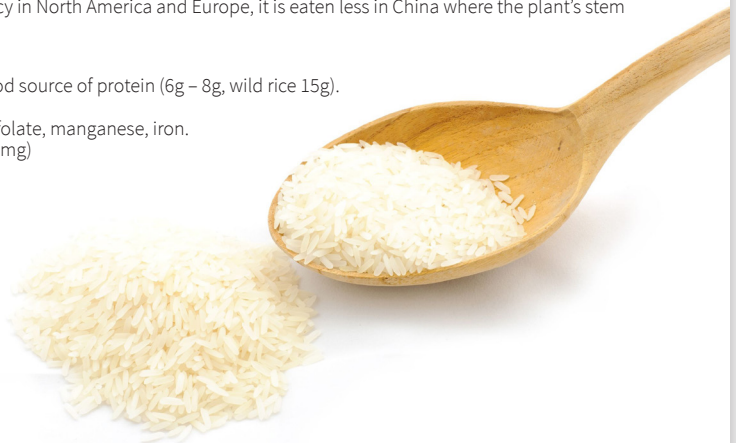 cy in North America and Europe, it is eaten less in China where the plant’s stem
od source of protein (6g – 8g, wild rice 15g).
folate, manganese, iron.
mg)